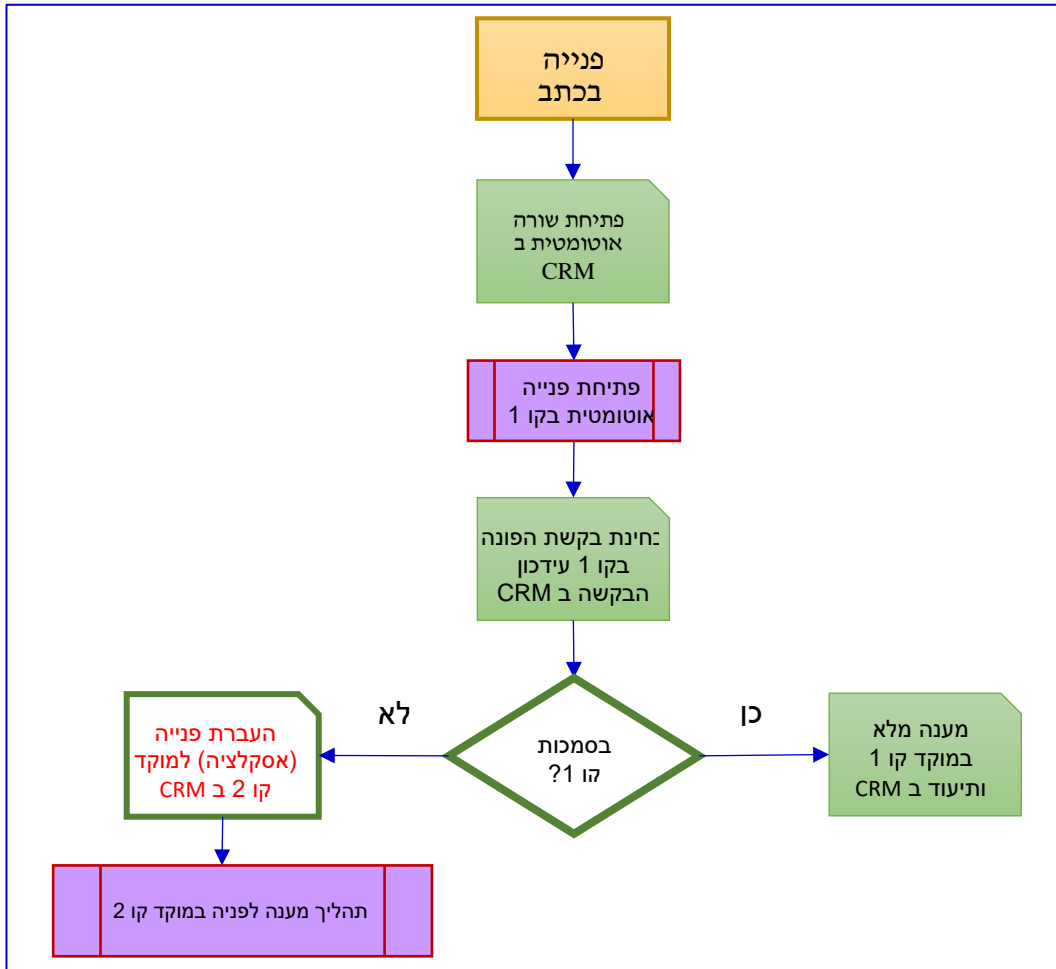 פנייה
בכתב
פתיחת שורה
אוטומטית ב
CRM
פתיחת פנייה
אוטומטית בקו 1
בחינת בקשת הפונה
בקו 1 עידכון
הבקשה ב CRM
בסמכות
קו 1?
כן
מענה מלא
במוקד קו 1
ותיעוד ב CRM
לא
העברת פנייה
(אסקלציה) למוקד
קו 2 ב CRM
תהליך מענה לפניה במוקד קו 2